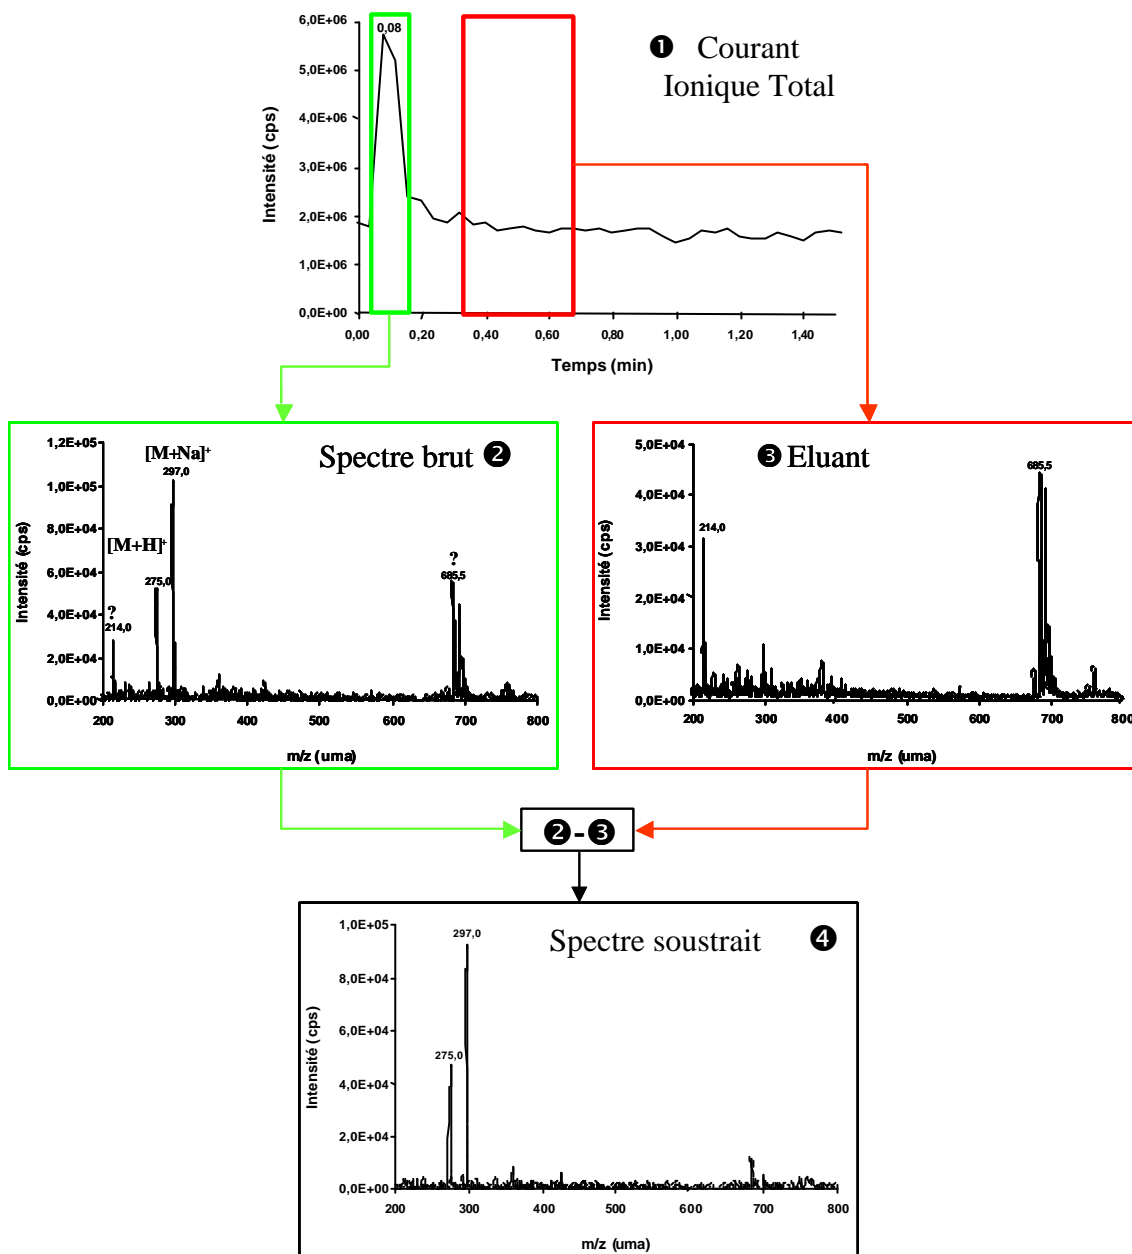 ❶ Courant
Ionique Total
6,0E+06
5,0E+06
4,0E+06
3,0E+06
2,0E+06
1,0E+06
0,0E+00
Intensité (cps)
0,08
0,00 0,20 0,40 0,60 0,80 1,00 1,20 1,40
Temps (min)
Spectre brut ❷
1,2E+05
1,0E+05
8,0E+04
6,0E+04
4,0E+04
2,0E+04
0,0E+00
Intensité (cps)
[M+Na]+
297,0
[M+H]+
275,0
?
214,0
?
685,5
200 300 400 500 600 700 800
m/z (uma)
❸ Eluant
5,0E+04
4,0E+04
3,0E+04
2,0E+04
1,0E+04
0,0E+00
Intensité (cps)
214,0
685,5
200 300 400 500 600 700 800
m/z (uma)
❷-❸
Spectre soustrait ❹
1,0E+05
8,0E+04
6,0E+04
4,0E+04
2,0E+04
0,0E+00
Intensité (cps)
297,0
275,0
200 300 400 500 600 700 800
m/z (uma)